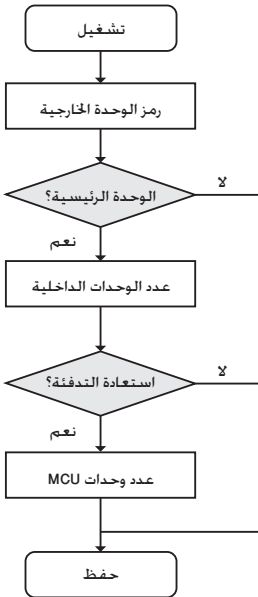 تشغيل
رمز الوحدة الخارجية
الوحدة الرئيسية؟
لا
نعم
عدد الوحدات الداخلية
استعادة التدفئة؟
لا
نعم
عدد وحدات MCU
حفظ